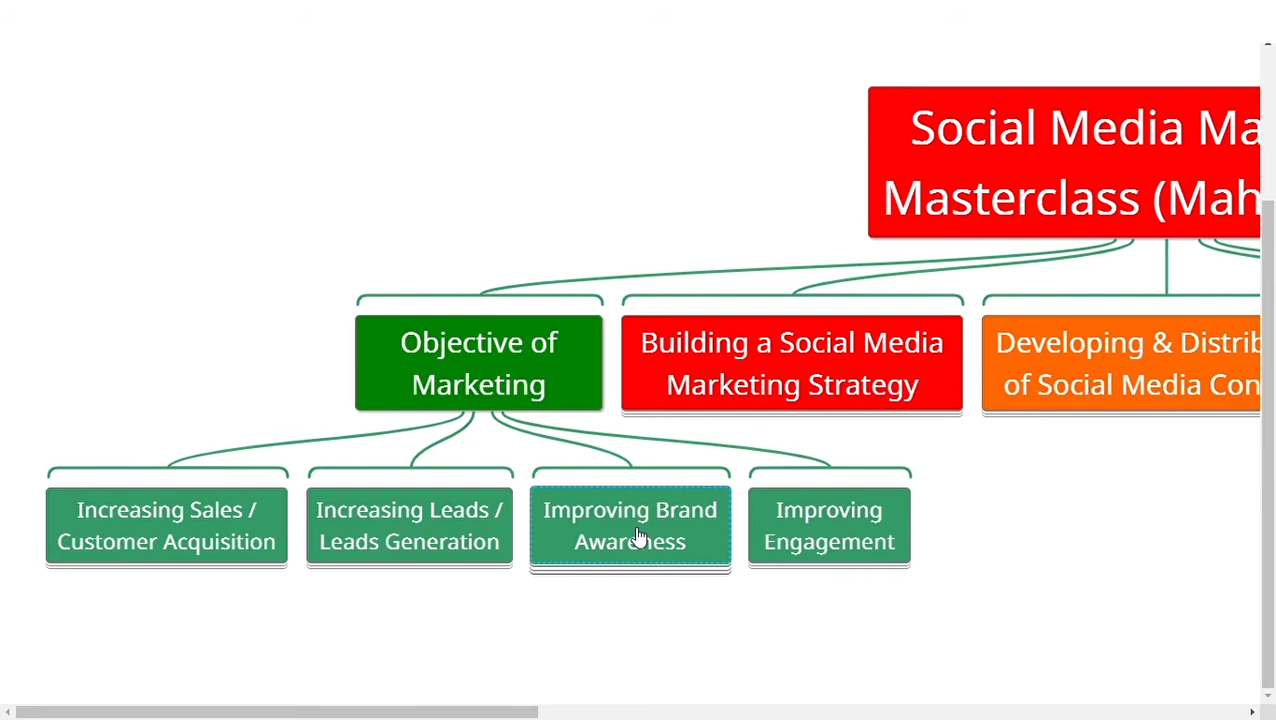 Social Media Ma
Masterclass (Mah
Objective of
Marketing
Building a Social Media
Marketing Strategy
Developing & Distrib
of Social Media Con
Increasing Sales /
Customer Acquisition
Increasing Leads /
Leads Generation
Improving Brand
Awareness
Improving
Engagement